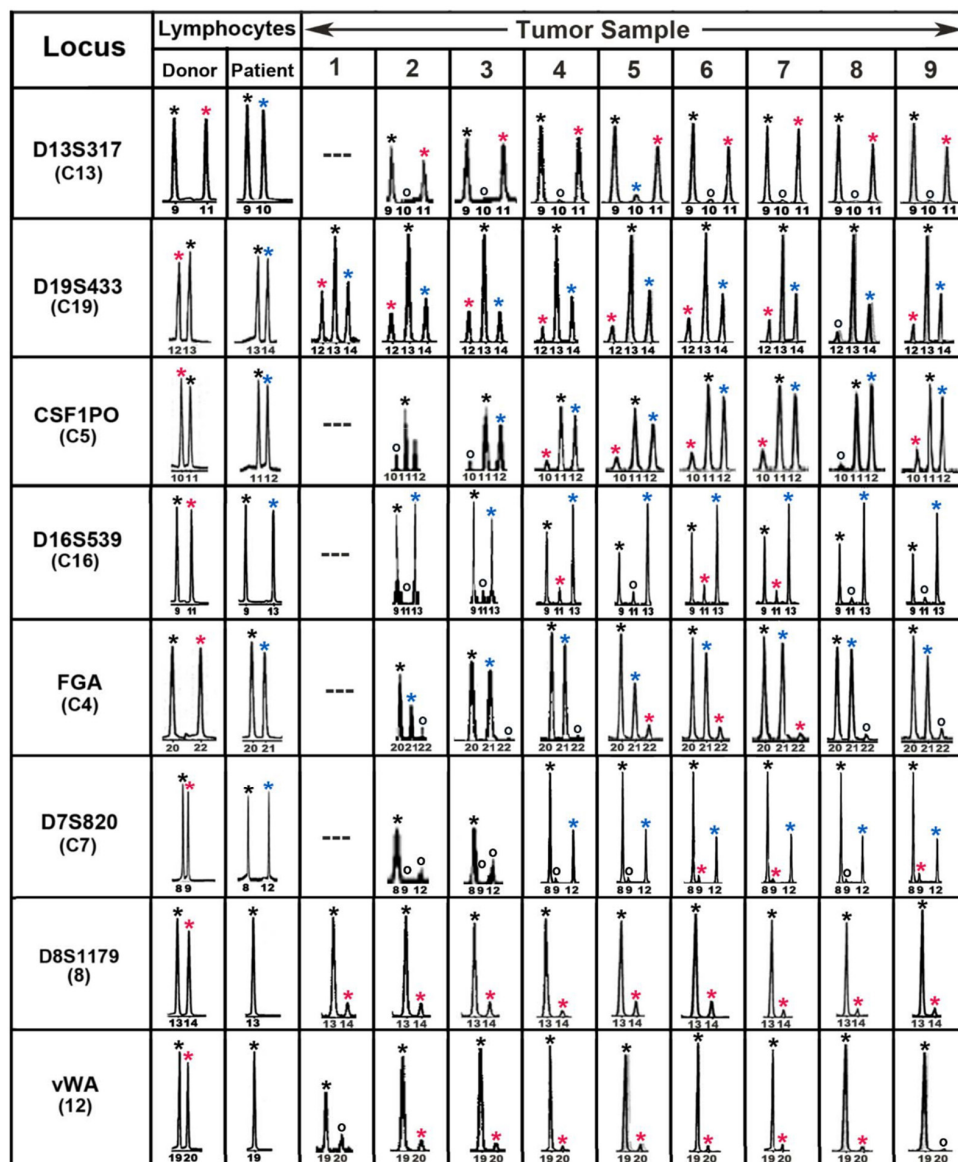 Locus Lymphocytes Tumor Sample
Donor Patient 1 2 3 4 5 6 7 8 9
D13S317
(C13)
* * * * --- * o * * o * * o * * * * * o * * o * * o * * o *
9 11 9 10 9 10 11 9 10 11 9 10 11 9 10 11 9 10 11 9 10 11 9 10 11 9 10 11
D19S433
(C19)
* * * * * * * * * * * * * * * * * * * * * * * * * o * * * * *
12 13 13 14 12 13 14 12 13 14 12 13 14 12 13 14 12 13 14 12 13 14 12 13 14 12 13 14 12 13 14
CSF1PO
(C5)
* * * * --- o * o * * * * * * * * * * * * * * o * * * * *
10 11 11 12 10 11 12 10 11 12 10 11 12 10 11 12 10 11 12 10 11 12 10 11 12 10 11 12
D16S539
(C16)
* * * * --- * o * * o * * * * * o * * * * * * * * o * * o *
9 11 9 13 9 11 13 9 11 13 9 11 13 9 11 13 9 11 13 9 11 13 9 11 13 9 11 13
FGA
(C4)
* * * * --- * * o * * o * * o * * * * * * * * * * * o * * o
20 22 20 21 20 21 22 20 21 22 20 21 22 20 21 22 20 21 22 20 21 22 20 21 22 20 21 22
D7S820
(C7)
* * * * --- * o o * o o * o * * o * * * * * * * * o * * * *
8 9 8 12 8 9 12 8 9 12 8 9 12 8 9 12 8 9 12 8 9 12 8 9 12 8 9 12
D8S1179
(8)
* * * * * * * * * * * * * * * * * * * * *
13 14 13 13 14 13 14 13 14 13 14 13 14 13 14 13 14 13 14 13 14
vWA
(12)
* * * * o * * * * * * * * * * * * * * * o
19 20 19 19 20 19 20 19 20 19 20 19 20 19 20 19 20 19 20 19 20